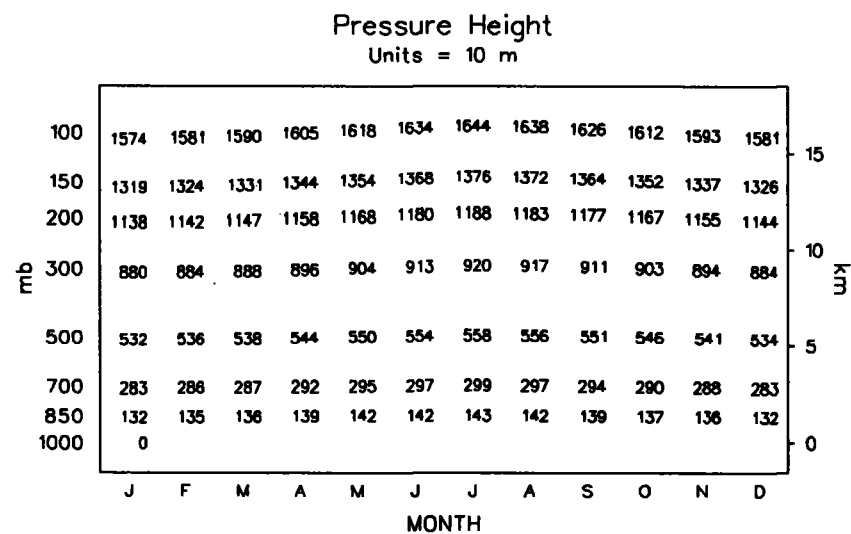 Pressure Height
Units = 10 m
100 1574 1581 1590 1605 1618 1634 1644 1638 1626 1612 1593 1581
15
150 1319 1324 1331 1344 1354 1368 1376 1372 1364 1352 1337 1326
200 1138 1142 1147 1158 1168 1180 1188 1183 1177 1167 1155 1144
10
300 880 884 888 896 904 913 920 917 911 903 894 884
mb
km
500 532 536 538 544 550 554 558 556 551 546 541 534
5
700 283 286 287 292 295 297 299 297 294 290 288 283
850 132 135 136 139 142 142 143 142 139 137 136 132
1000 0 0
J F M A M J J A S O N D
MONTH